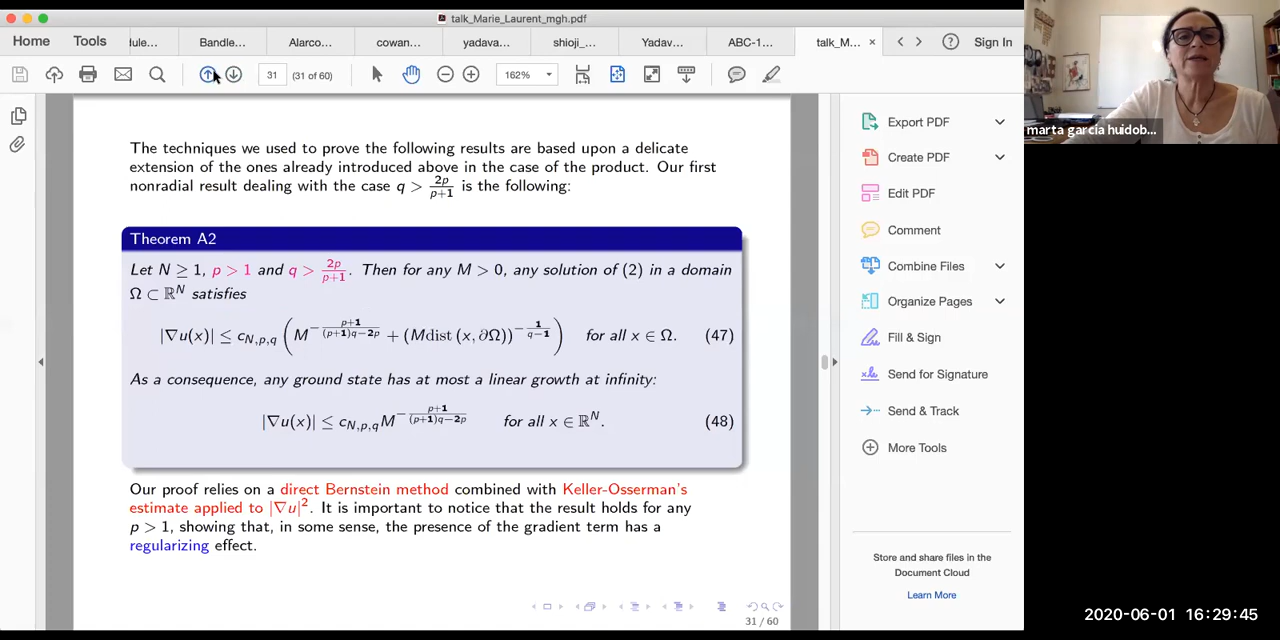 talk_Marie_Laurent_mgh.pdf
Home Tools dule... Bandle... Alarco... cowan... yadava... shioji_... Yadav... ABC-1... talk_M... × Sign In
31 (31 of 60) 162%
marta garcia huidob...
The techniques we used to prove the following results are based upon a delicate
extension of the ones already introduced above in the case of the product. Our first
nonradial result dealing with the case q > 2p/(p+1) is the following:
Theorem A2
Let N ≥ 1, p > 1 and q > 2p/(p+1). Then for any M > 0, any solution of (2) in a domain
Ω ⊂ ℝ^N satisfies
|∇u(x)| ≤ c_{N,p,q} ( M^{-(p+1)/((p+1)q-2p)} + (Mdist (x, ∂Ω))^{-1/(q-1)} ) for all x ∈ Ω. (47)
As a consequence, any ground state has at most a linear growth at infinity:
|∇u(x)| ≤ c_{N,p,q} M^{-(p+1)/((p+1)q-2p)} for all x ∈ ℝ^N. (48)
Our proof relies on a direct Bernstein method combined with Keller-Osserman's
estimate applied to |∇u|². It is important to notice that the result holds for any
p > 1, showing that, in some sense, the presence of the gradient term has a
regularizing effect.
31 / 60
Export PDF
Create PDF
Edit PDF
Comment
Combine Files
Organize Pages
Fill & Sign
Send for Signature
Send & Track
More Tools
Store and share files in the
Document Cloud
Learn More
2020-06-01 16:29:45